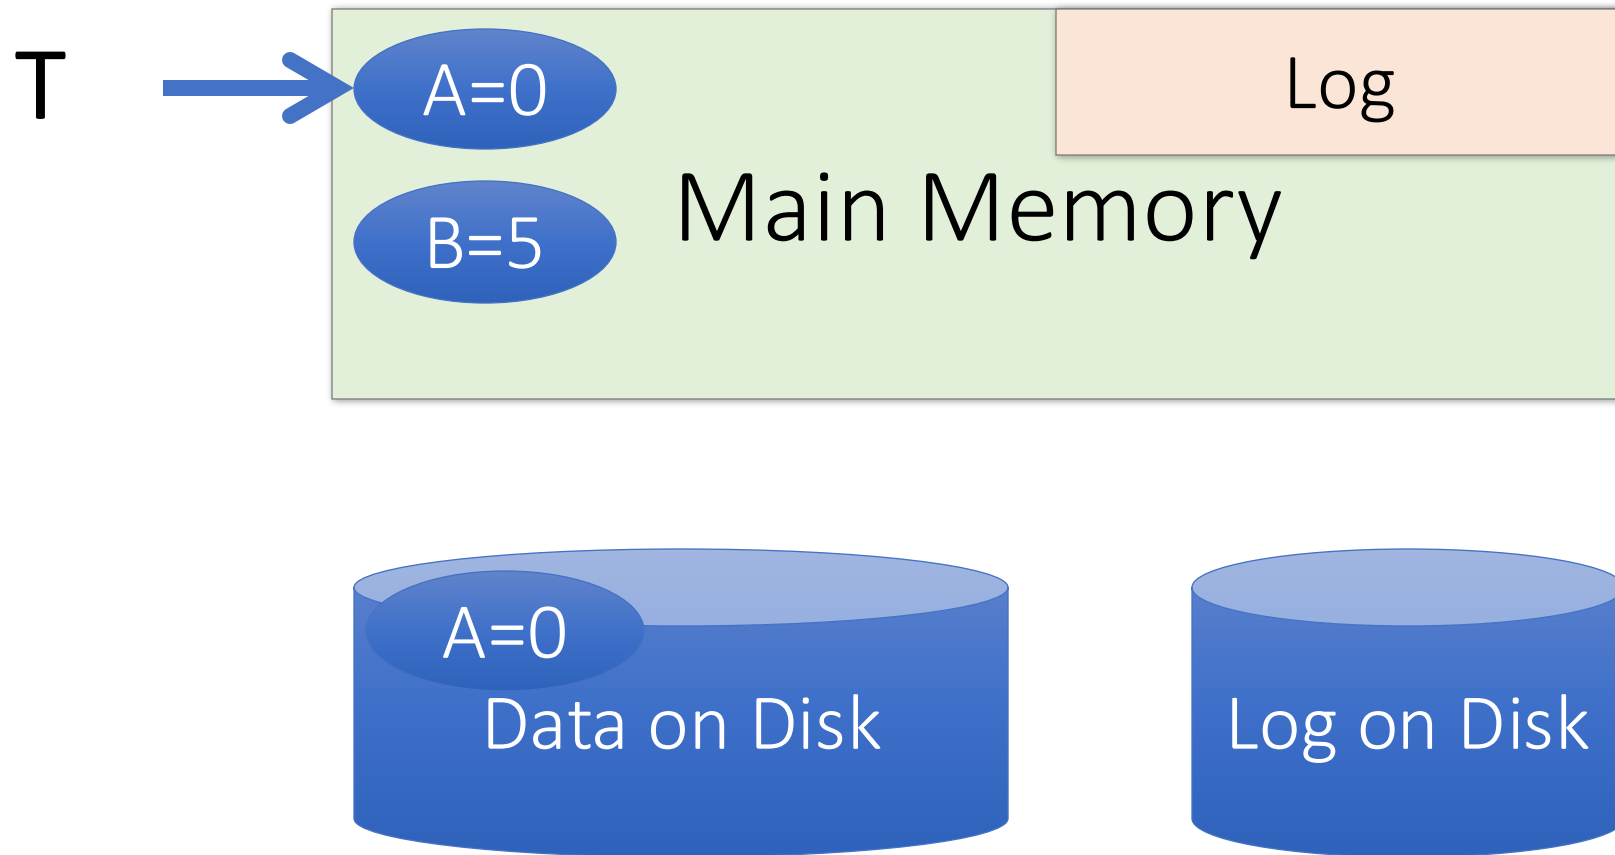 T
A=0
Log
B=5
Main Memory
A=0
Data on Disk
Log on Disk